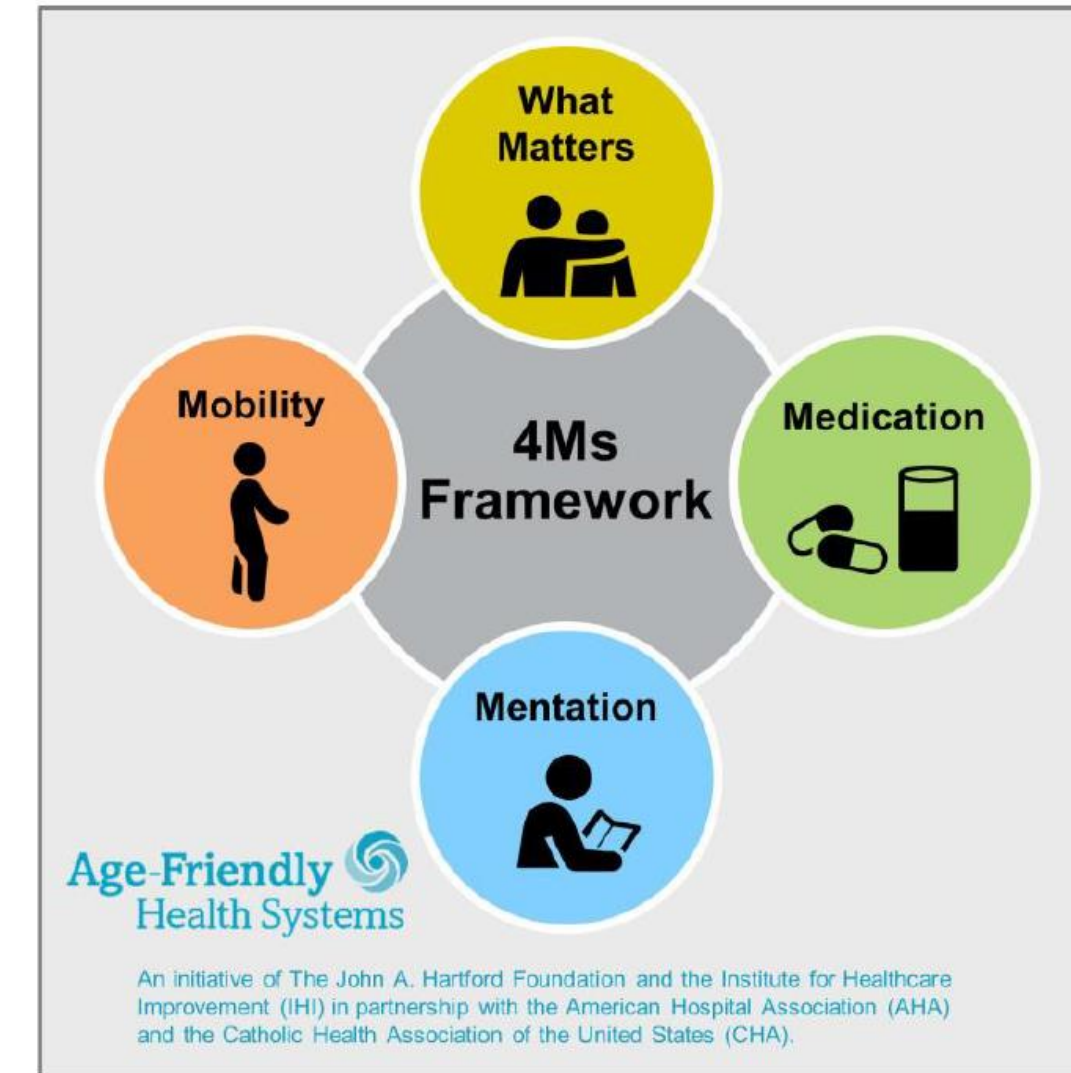 What
Matters
Mobility
4Ms
Framework
Medication
Mentation
Age-Friendly
Health Systems
An initiative of The John A. Hartford Foundation and the Institute for Healthcare
Improvement (IHI) in partnership with the American Hospital Association (AHA)
and the Catholic Health Association of the United States (CHA).